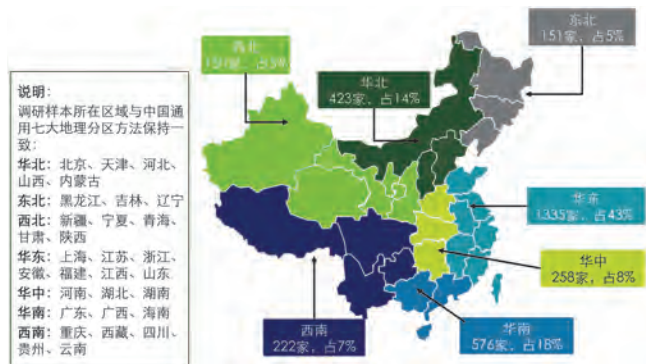 说明：
调研样本所在区域与中国通
用七大地理分区方法保持一
致：
华北：北京、天津、河北、
山西、内蒙古
东北：黑龙江、吉林、辽宁
西北：新疆、宁夏、青海、
甘肃、陕西
华东：上海、江苏、浙江、
安徽、福建、江西、山东
华中：河南、湖北、湖南
华南：广东、广西、海南
西南：重庆、西藏、四川、
贵州、云南
西北
占5%
华北
423家，占14%
东北
151家，占5%
华东
1335家，占43%
华中
258家，占8%
华南
576家，占18%
西南
222家，占7%